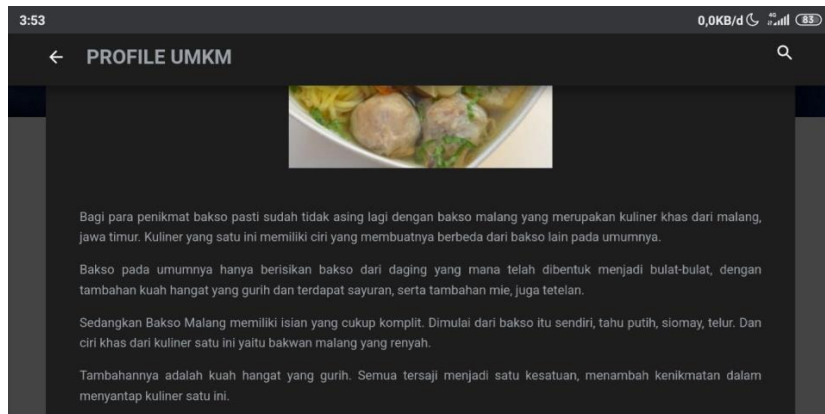 3:53
0,0KB/d 4G 83
PROFILE UMKM
Bagi para penikmat bakso pasti sudah tidak asing lagi dengan bakso malang yang merupakan kuliner khas dari malang,
jawa timur. Kuliner yang satu ini memiliki ciri yang membuatnya berbeda dari bakso lain pada umumnya.
Bakso pada umumnya hanya berisikan bakso dari daging yang mana telah dibentuk menjadi bulat-bulat, dengan
tambahan kuah hangat yang gurih dan terdapat sayuran, serta tambahan mie, juga tetelan.
Sedangkan Bakso Malang memiliki isian yang cukup komplit. Dimulai dari bakso itu sendiri, tahu putih, siomay, telur. Dan
ciri khas dari kuliner satu ini yaitu bakwan malang yang renyah.
Tambahannya adalah kuah hangat yang gurih. Semua tersaji menjadi satu kesatuan, menambah kenikmatan dalam
menyantap kuliner satu ini.